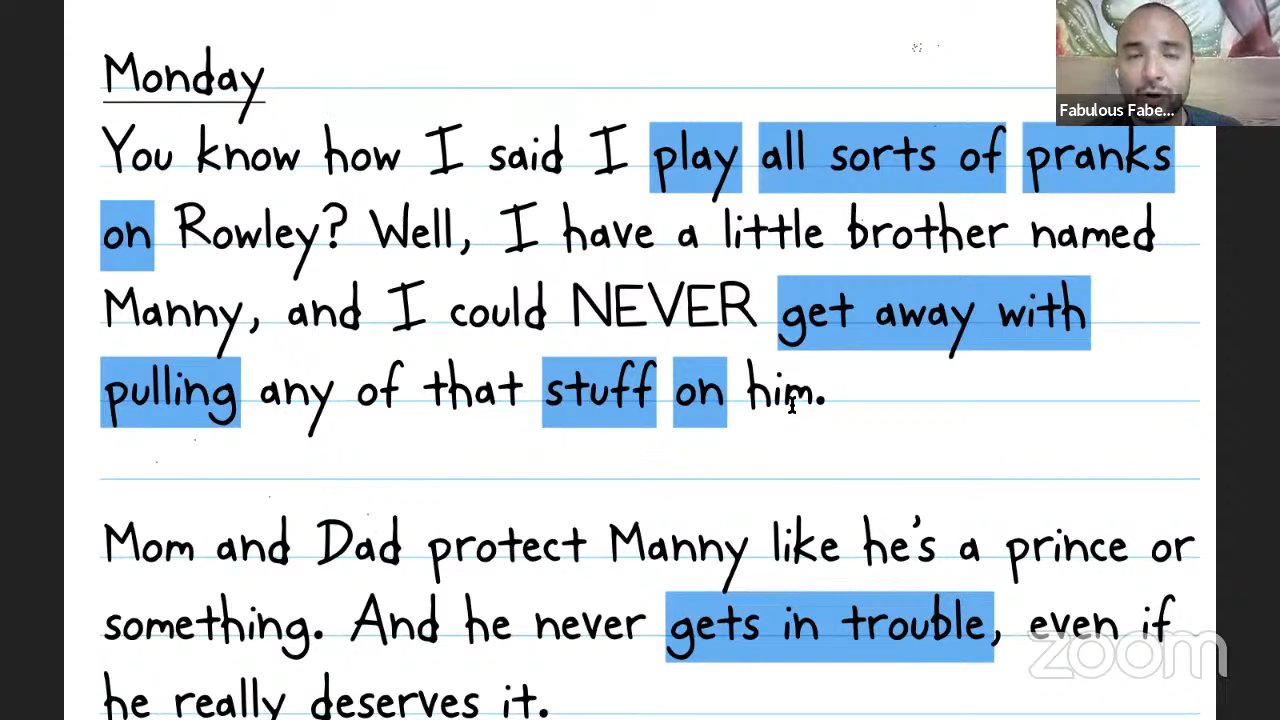 Monday
You know how I said I play all sorts of pranks
on Rowley? Well, I have a little brother named
Manny, and I could NEVER get away with
pulling any of that stuff on him.
Mom and Dad protect Manny like he's a prince or
something. And he never gets in trouble, even if
he really deserves it.
Fabulous Fabe...
zoom